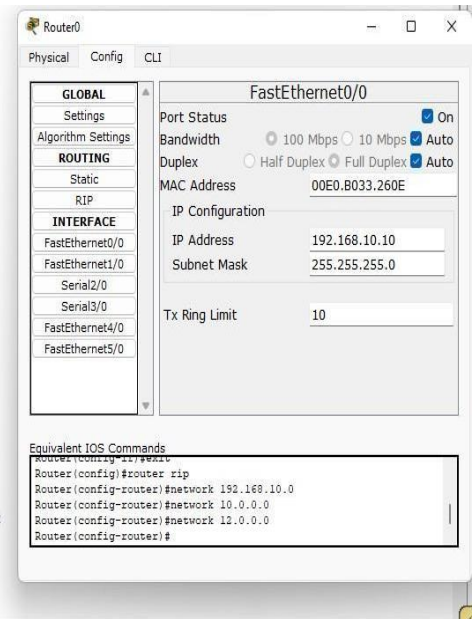 Router0
Physical Config CLI
GLOBAL
Settings
Algorithm Settings
ROUTING
Static
RIP
INTERFACE
FastEthernet0/0
FastEthernet1/0
Serial2/0
Serial3/0
FastEthernet4/0
FastEthernet5/0
FastEthernet0/0
Port Status On
Bandwidth 100 Mbps 10 Mbps Auto
Duplex Half Duplex Full Duplex Auto
MAC Address 00E0.B033.260E
IP Configuration
IP Address 192.168.10.10
Subnet Mask 255.255.255.0
Tx Ring Limit 10
Equivalent IOS Commands
Router(config-if)#exit
Router(config)#router rip
Router(config-router)#network 192.168.10.0
Router(config-router)#network 10.0.0.0
Router(config-router)#network 12.0.0.0
Router(config-router)#